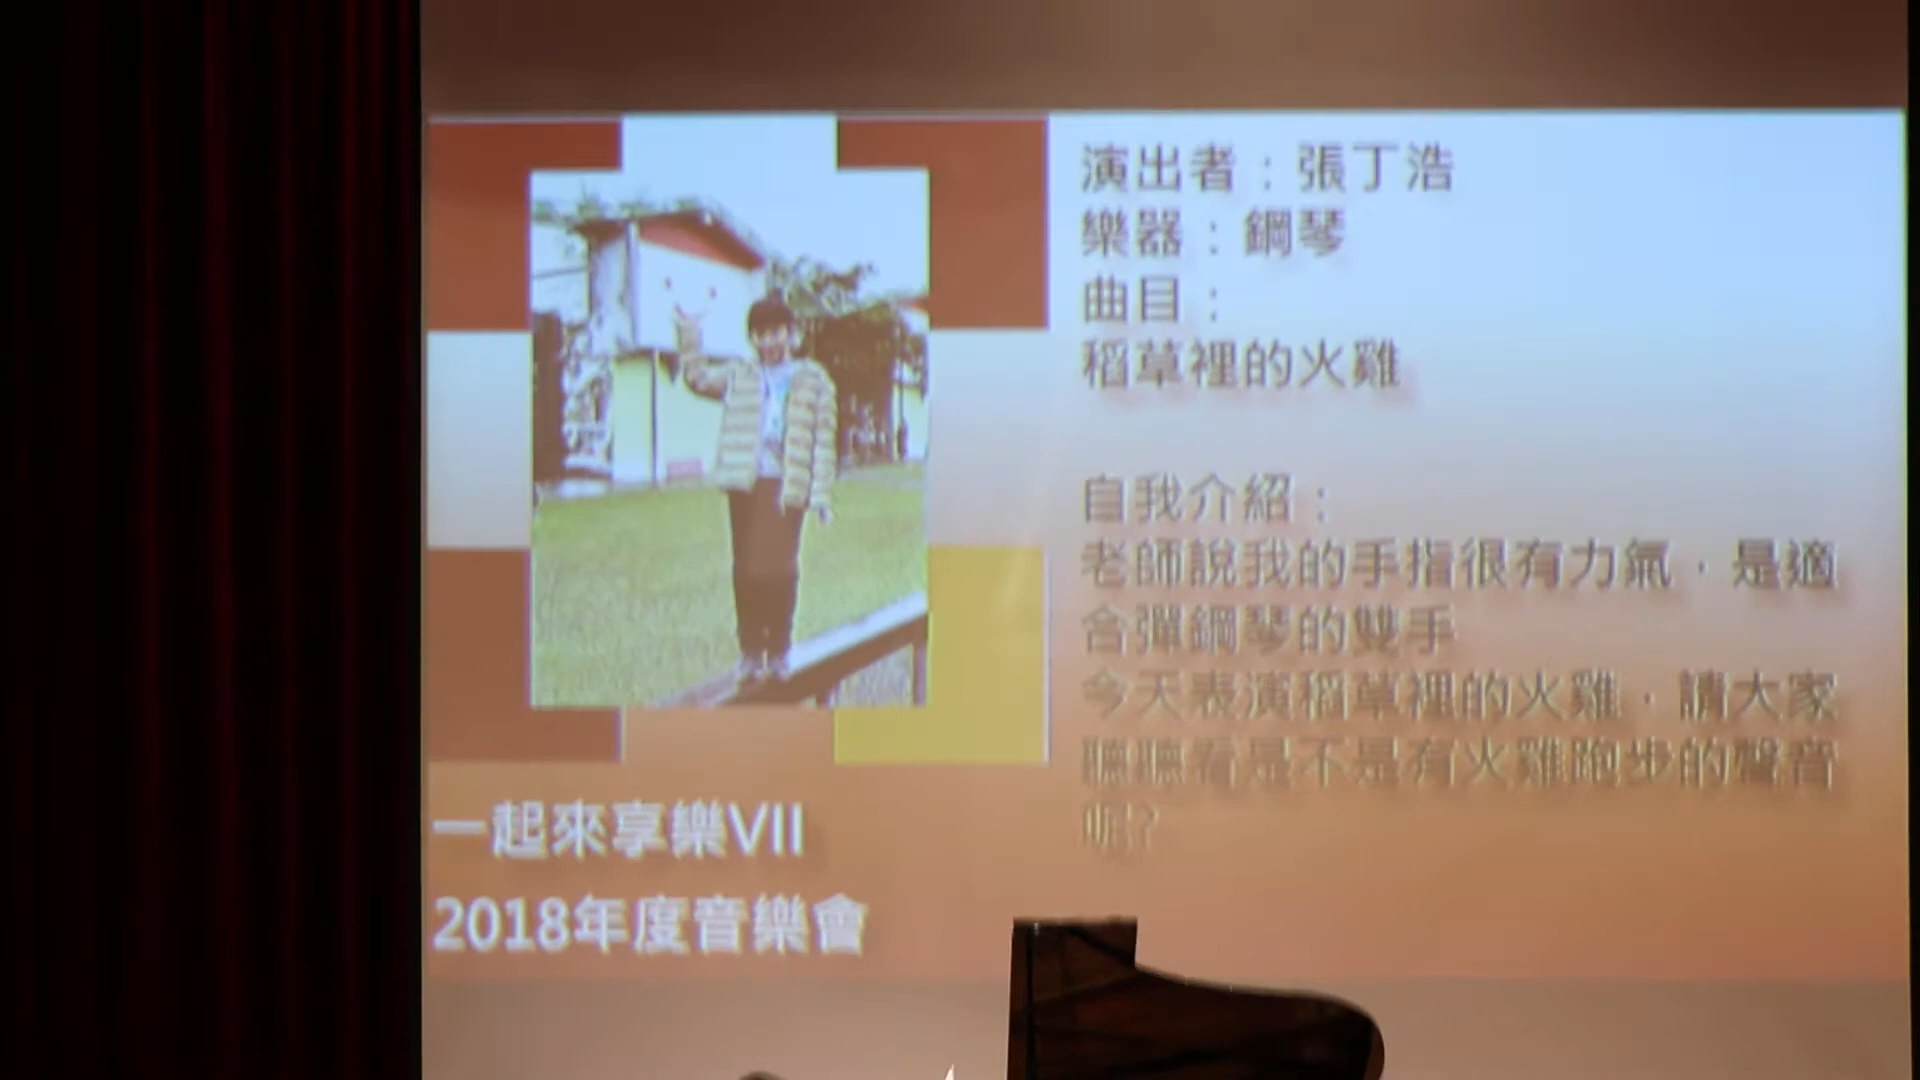 演出者：張丁浩
樂器：鋼琴
曲目：
稻草裡的火雞
自我介紹：
老師說我的手指很有力氣，是適
合彈鋼琴的雙手
今天表演稻草裡的火雞，請大家
聽聽看是不是有火雞跑步的聲音
呢?
一起來享樂VII
2018年度音樂會